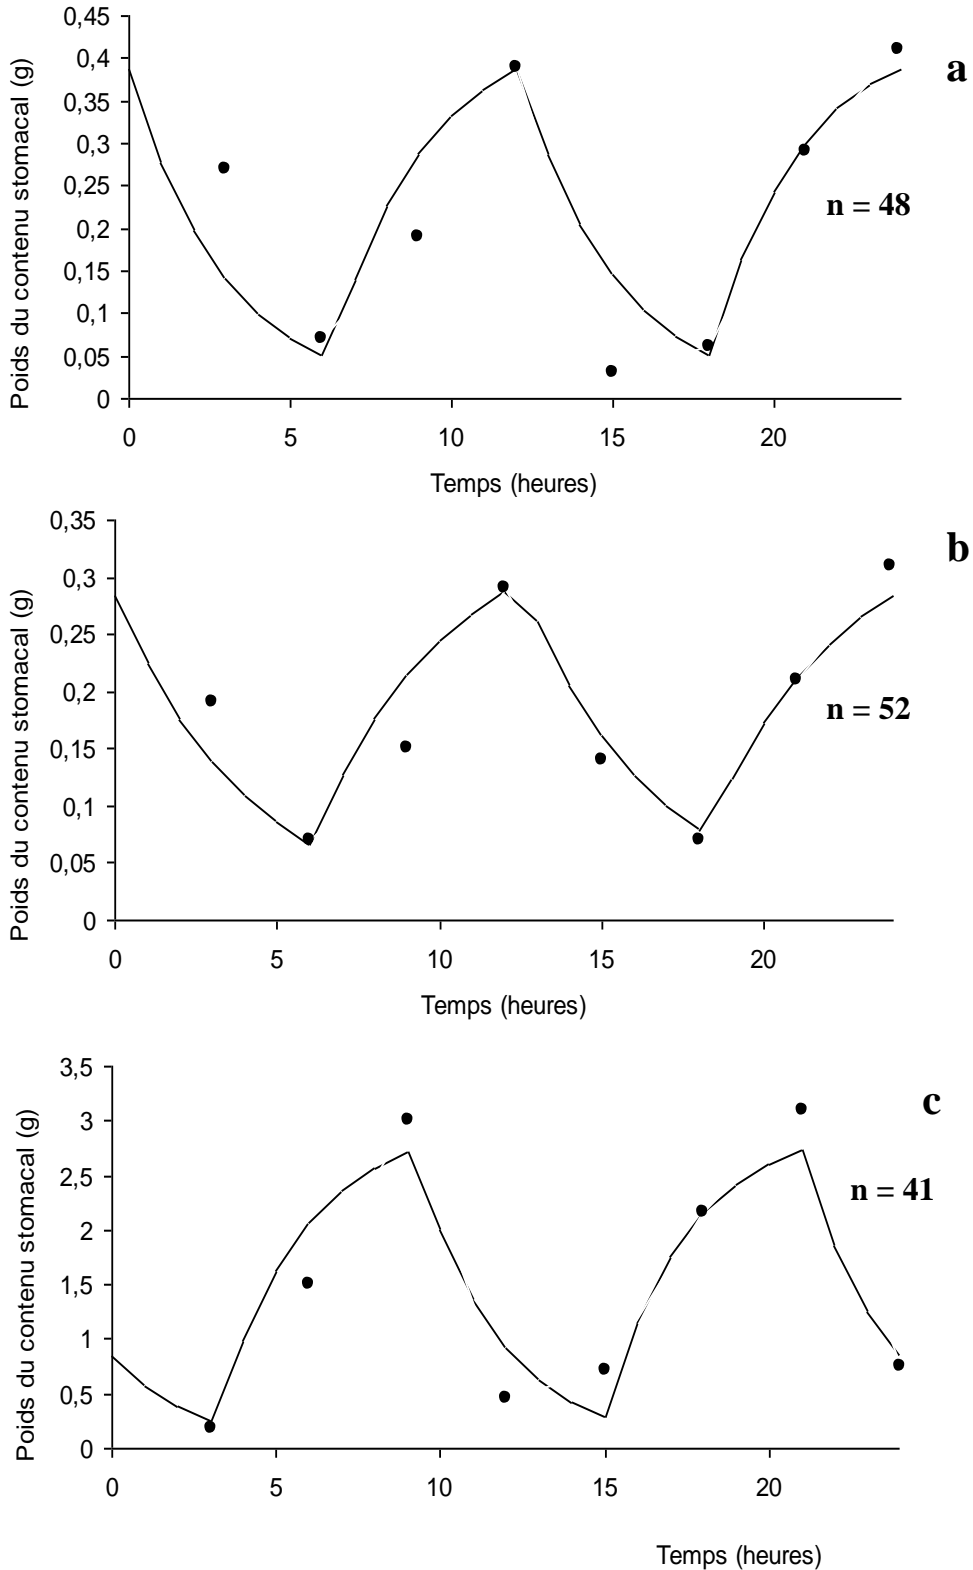 0,45
0,4
0,35
0,3
0,25
0,2
0,15
0,1
0,05
0
Poids du contenu stomacal (g)
a
n = 48
0 5 10 15 20
Temps (heures)
0,35
0,3
0,25
0,2
0,15
0,1
0,05
0
Poids du contenu stomacal (g)
b
n = 52
0 5 10 15 20
Temps (heures)
3,5
3
2,5
2
1,5
1
0,5
0
Poids du contenu stomacal (g)
c
n = 41
0 5 10 15 20
Temps (heures)